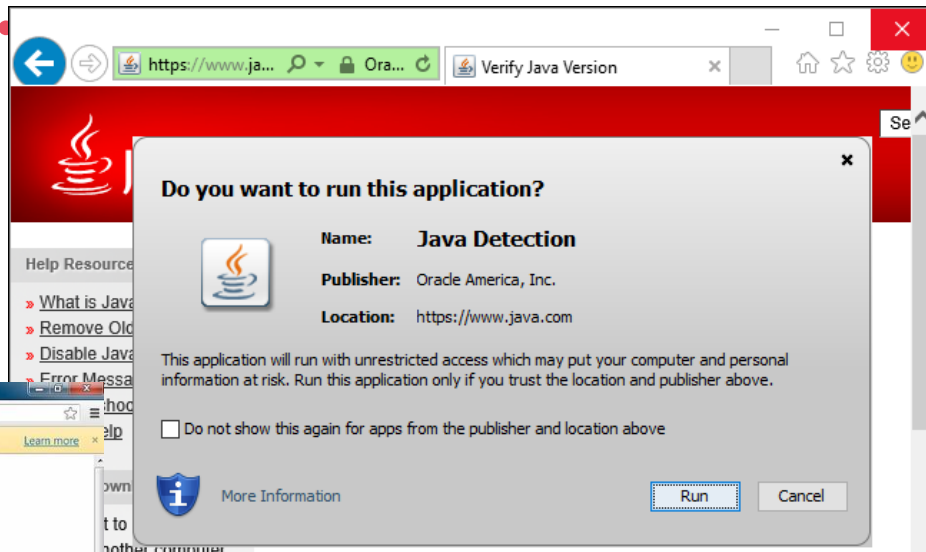 https://www.ja...
Ora...
Verify Java Version
Se
Do you want to run this application?
Name: Java Detection
Publisher: Oracle America, Inc.
Location: https://www.java.com
This application will run with unrestricted access which may put your computer and personal
information at risk. Run this application only if you trust the location and publisher above.
Do not show this again for apps from the publisher and location above
More Information
Run
Cancel
Help Resource
» What is Java
» Remove Old
» Disable Java
» Error Messa
Learn more
t to